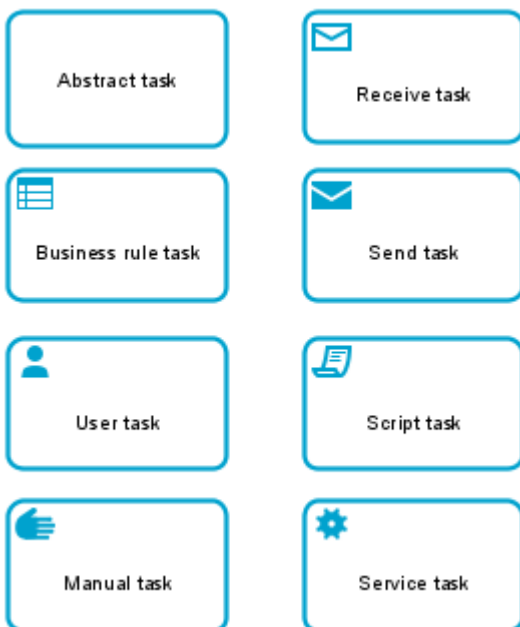 Abstract task
Receive task
Business rule task
Send task
User task
Script task
Manual task
Service task